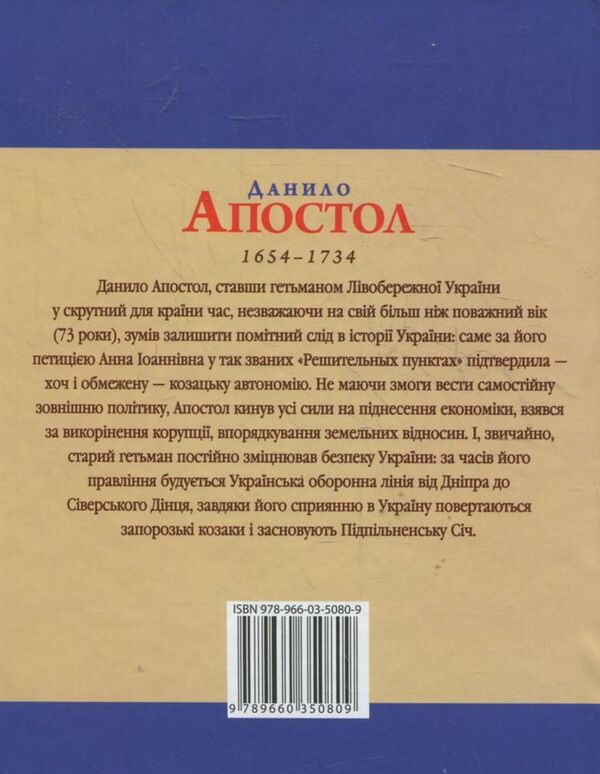 Данило
Апостол
1654–1734
Данило Апостол, ставши гетьманом Лівобережної України
у скрутний для країни час, незважаючи на свій більш ніж поважний вік
(73 роки), зумів залишити помітний слід в історії України: саме за його
петицією Анна Іоаннівна у так званих «Решительных пунктах» підтвердила —
хоч і обмежену — козацьку автономію. Не маючи змоги вести самостійну
зовнішню політику, Апостол кинув усі сили на піднесення економіки, взявся
за викорінення корупції, впорядкування земельних відносин. І, звичайно,
старий гетьман постійно зміцнював безпеку України: за часів його
правління будується Українська оборонна лінія від Дніпра до
Сіверського Дінця, завдяки його сприянню в Україну повертаються
запорозькі козаки і засновують Підпільненську Січ.
ISBN 978-966-03-5080-9
9 789660 350809